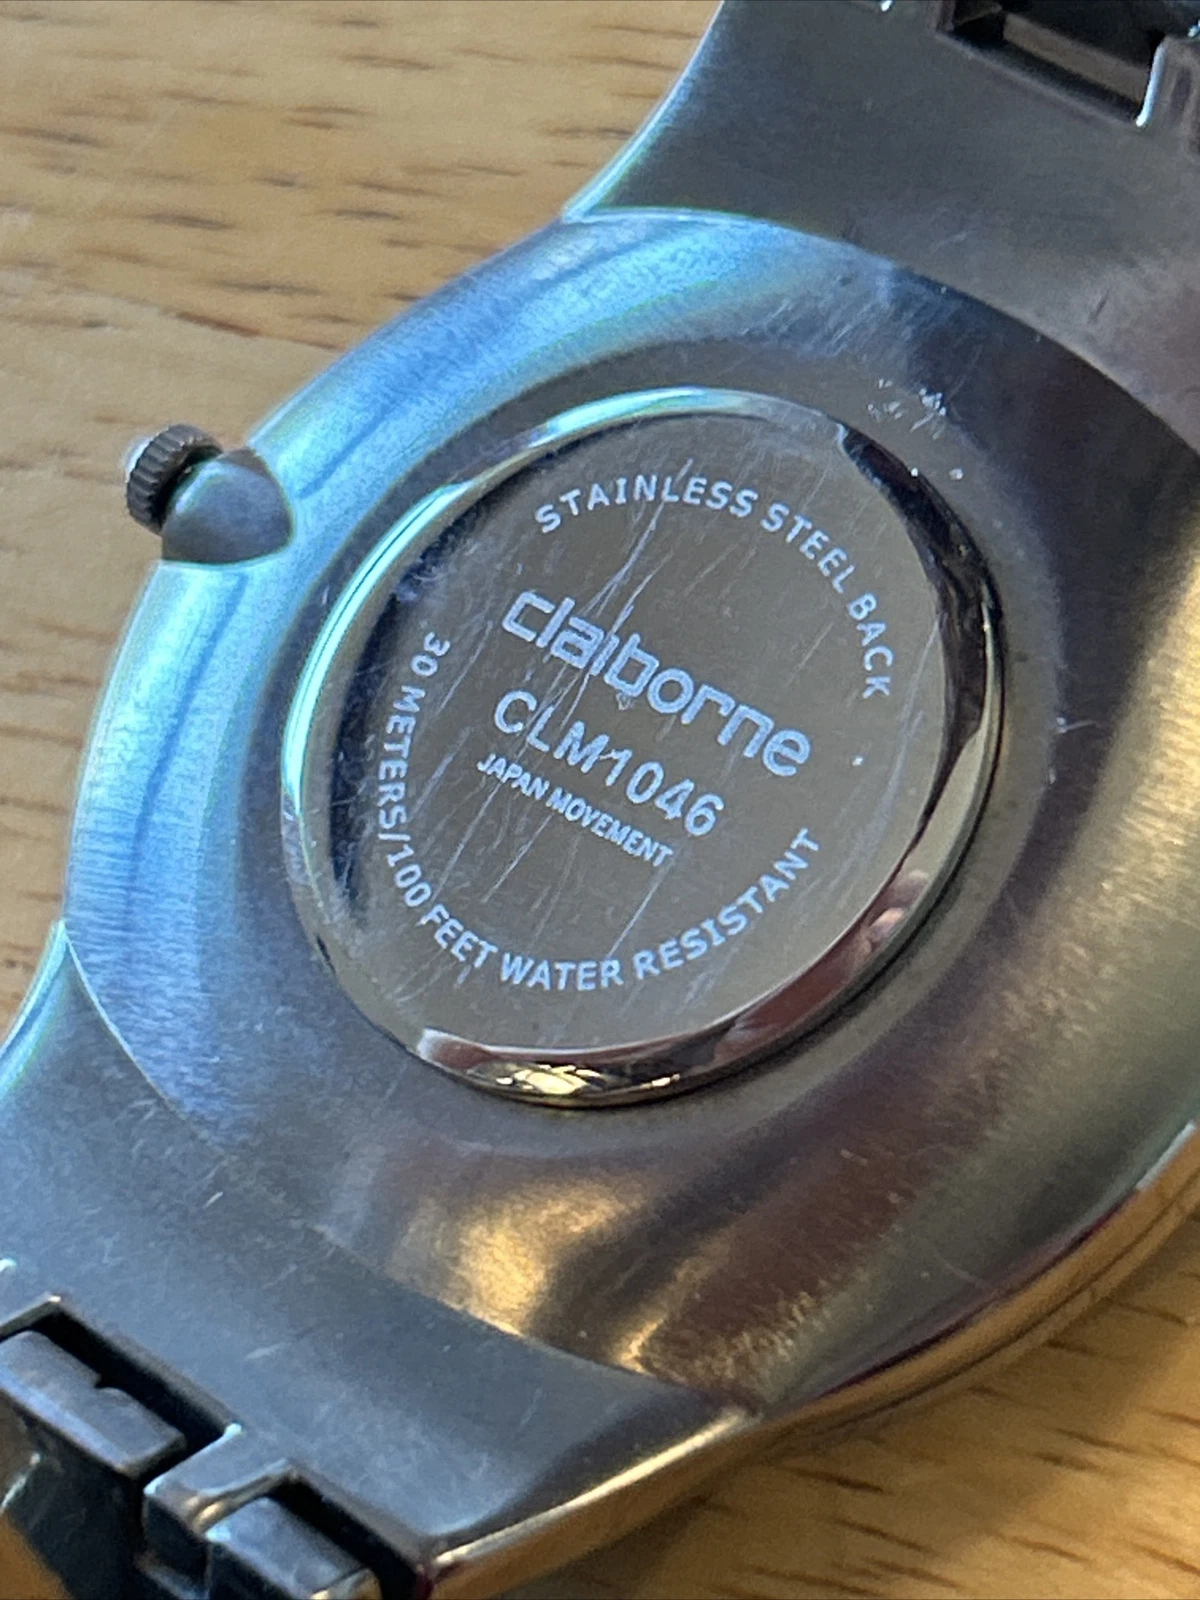 STAINLESS STEEL BACK
claiborne
CLM1046
JAPAN MOVEMENT
30 METERS/100 FEET WATER RESISTANT